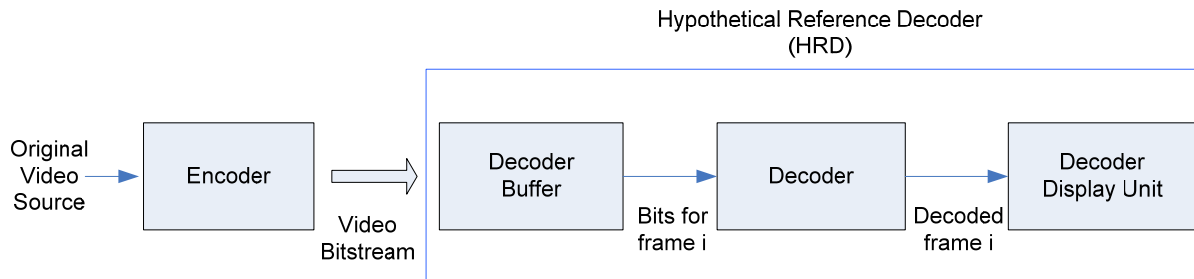 Hypothetical Reference Decoder
(HRD)
Original
Video
Source
Encoder
Video
Bitstream
Decoder
Buffer
Bits for
frame i
Decoder
Decoded
frame i
Decoder
Display Unit